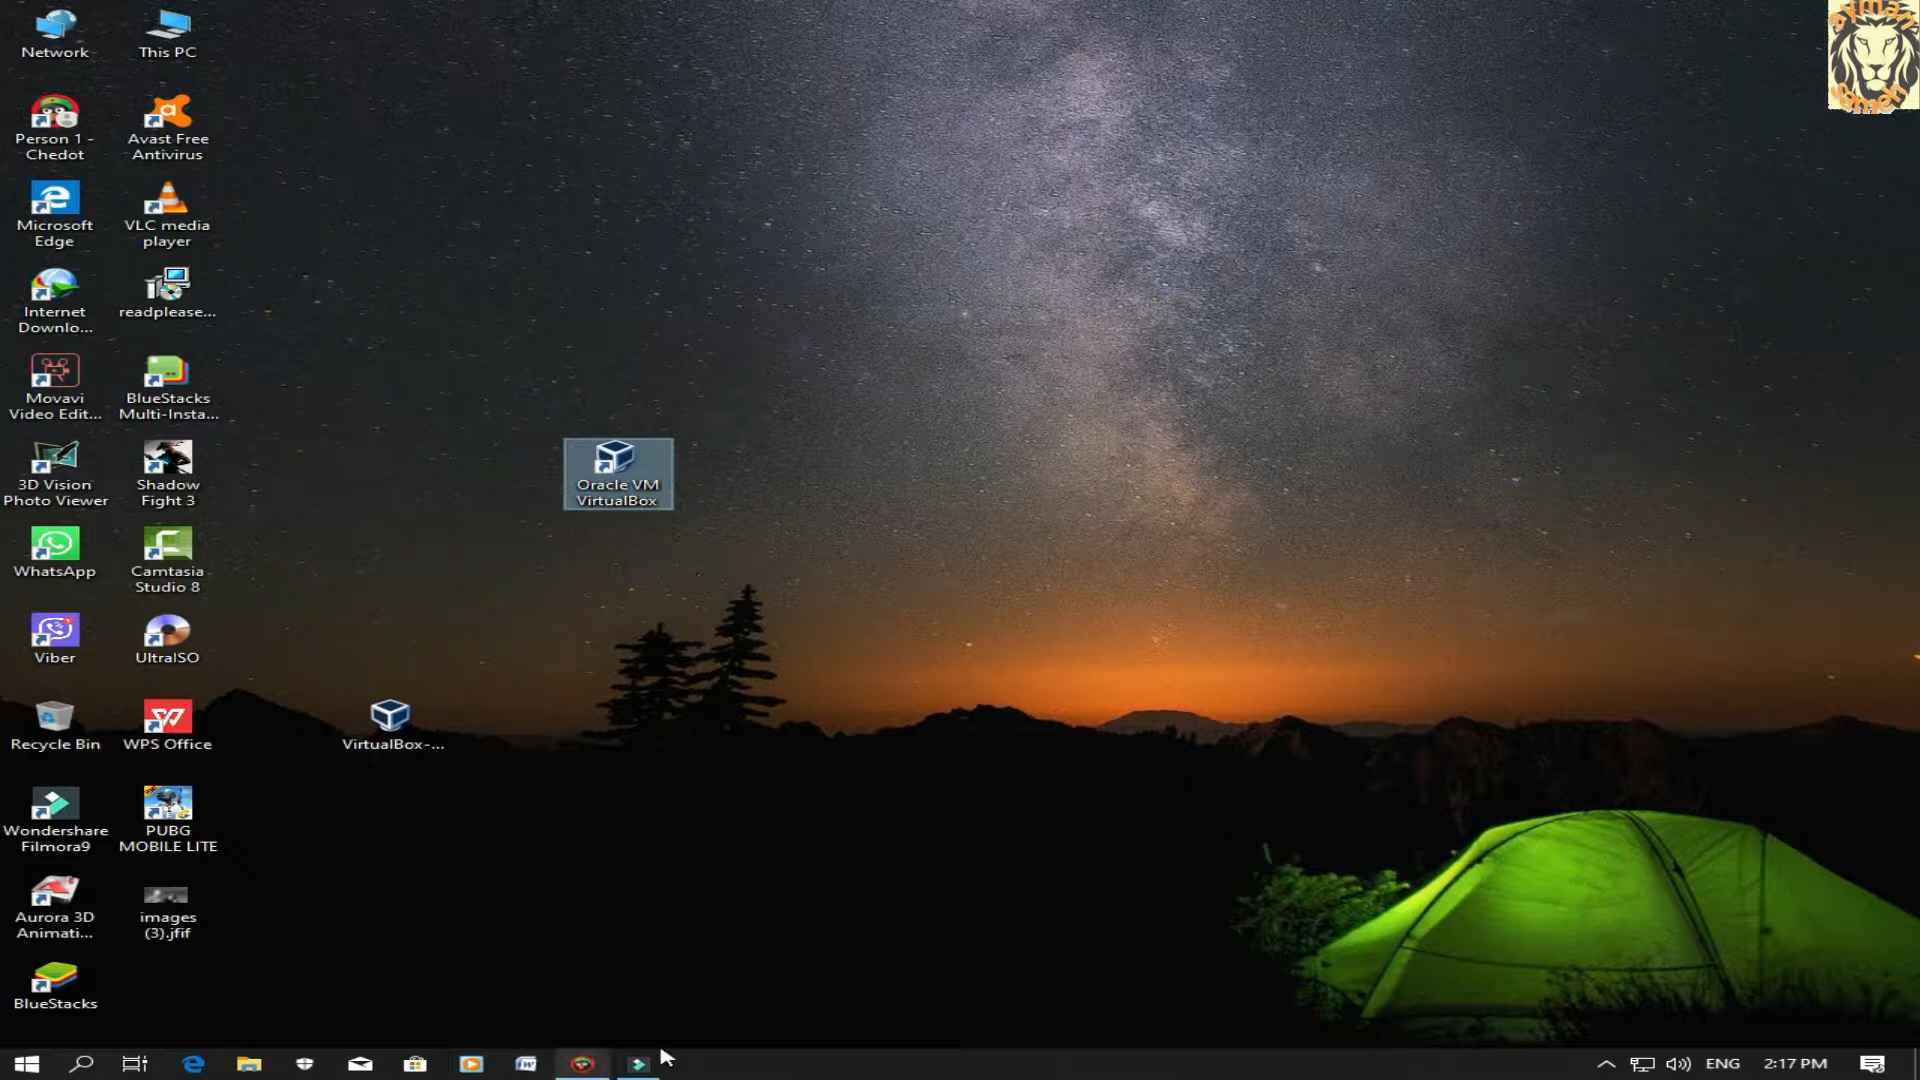 Network
This PC
Person 1 -
Chedot
Avast Free
Antivirus
Microsoft
Edge
VLC media
player
Internet
Downlo...
readplease...
Movavi
Video Edit...
BlueStacks
Multi-Insta...
3D Vision
Photo Viewer
Shadow
Fight 3
WhatsApp
Camtasia
Studio 8
Viber
UltraISO
Recycle Bin
WPS Office
Wondershare
Filmora9
PUBG
MOBILE LITE
Aurora 3D
Animati...
images
(3).jfif
BlueStacks
Oracle VM
VirtualBox
VirtualBox-...
ayman
ENG
2:17 PM